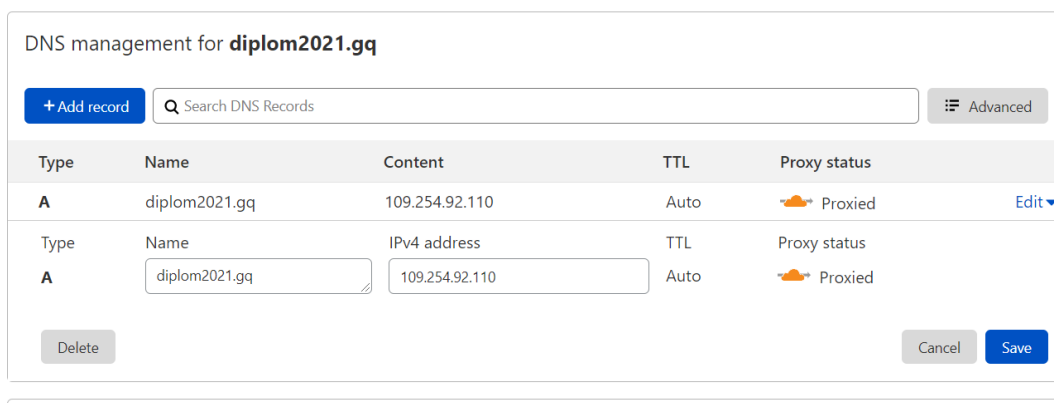 DNS management for diplom2021.gq
+ Add record Search DNS Records Advanced
Type Name Content TTL Proxy status
A diplom2021.gq 109.254.92.110 Auto Proxied Edit
Type Name IPv4 address TTL Proxy status
A diplom2021.gq 109.254.92.110 Auto Proxied
Delete Cancel Save